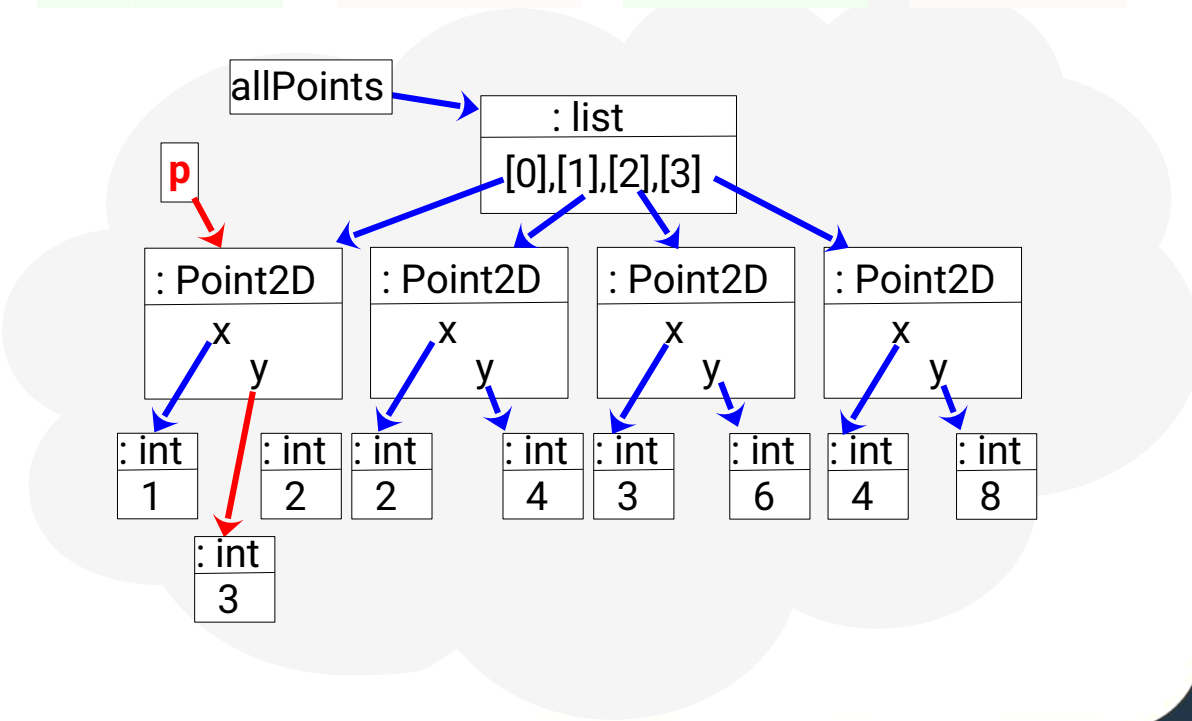 allPoints
: list
p
[0],[1],[2],[3]
: Point2D
: Point2D
: Point2D
: Point2D
x
x
x
x
y
y
y
y
: int
: int
: int
: int
: int
: int
: int
: int
1
2
2
4
3
6
4
8
: int
3